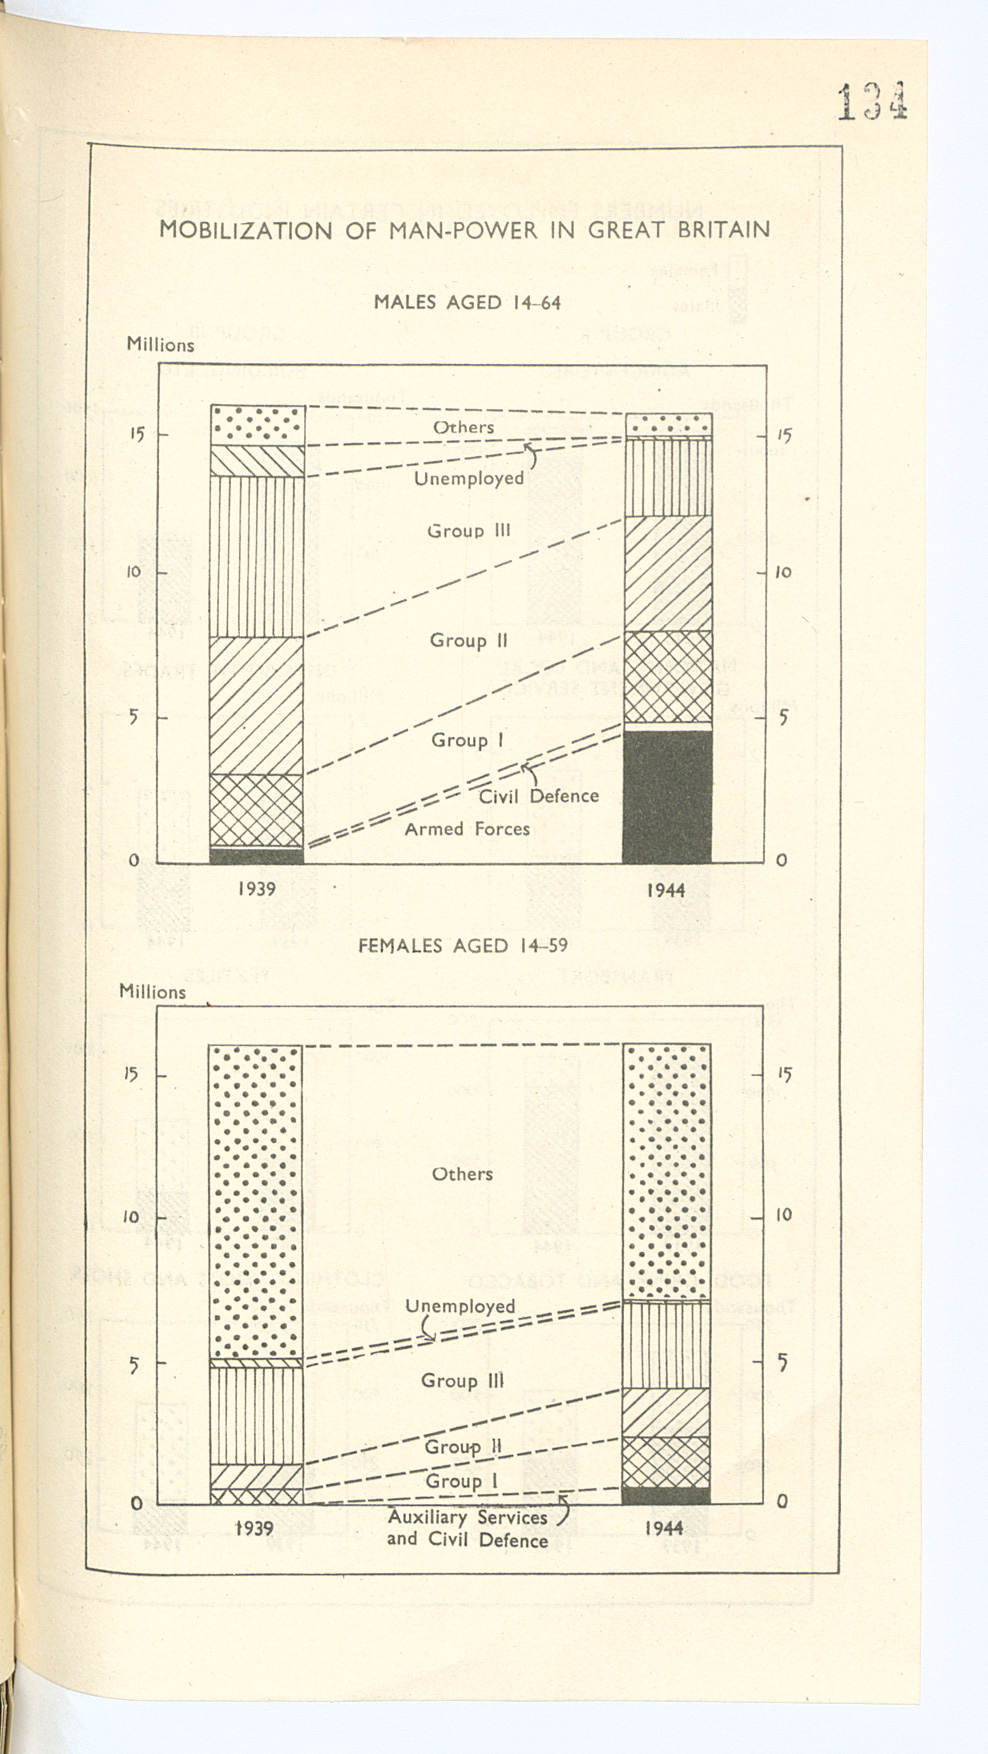 134
MOBILIZATION OF MAN-POWER IN GREAT BRITAIN
MALES AGED 14–64
Millions
15
10
5
0
Others
Unemployed
Group III
Group II
Group I
Civil Defence
Armed Forces
15
10
5
0
1939
1944
FEMALES AGED 14–59
Millions
15
10
5
0
Others
Unemployed
Group III
Group II
Group I
Auxiliary Services
and Civil Defence
15
10
5
0
1939
1944